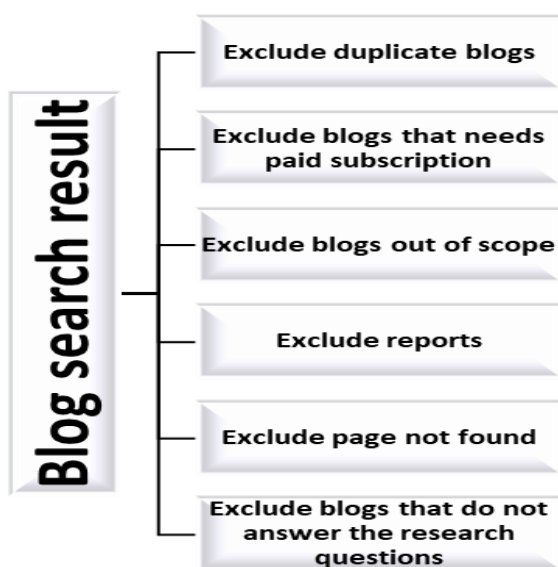 Blog search result
Exclude duplicate blogs
Exclude blogs that needs
paid subscription
Exclude blogs out of scope
Exclude reports
Exclude page not found
Exclude blogs that do not
answer the research
questions